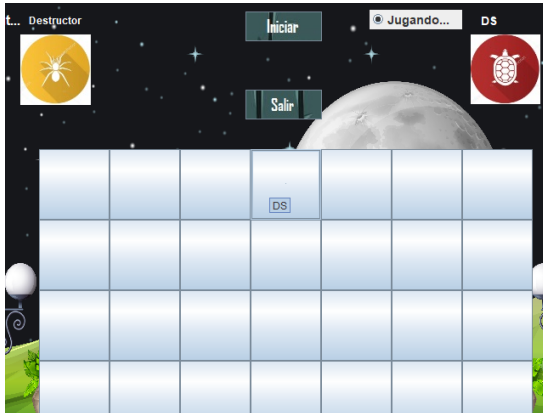 t... Destructor
Iniciar
Jugando...
DS
Salir
DS